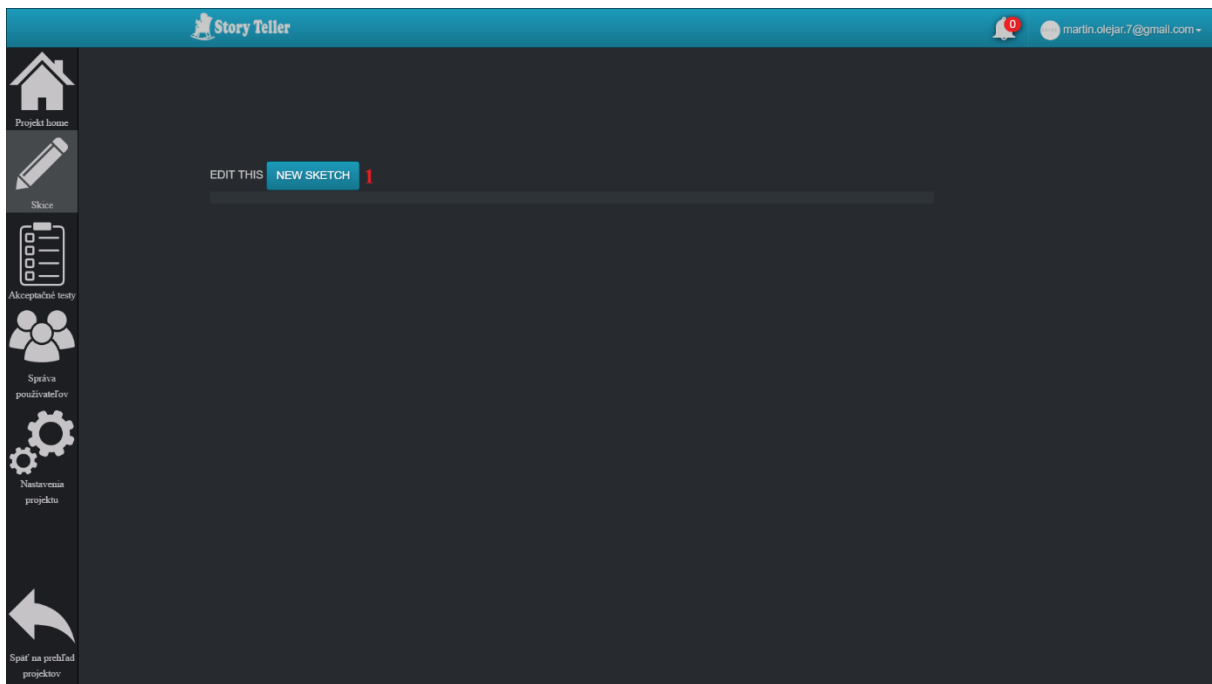 Story Teller
0
martin.olejar.7@gmail.com
Projekt home
Skice
Akceptačné testy
Správa
používateľov
Nastavenia
projektu
Späť na prehľad
projektov
EDIT THIS NEW SKETCH 1